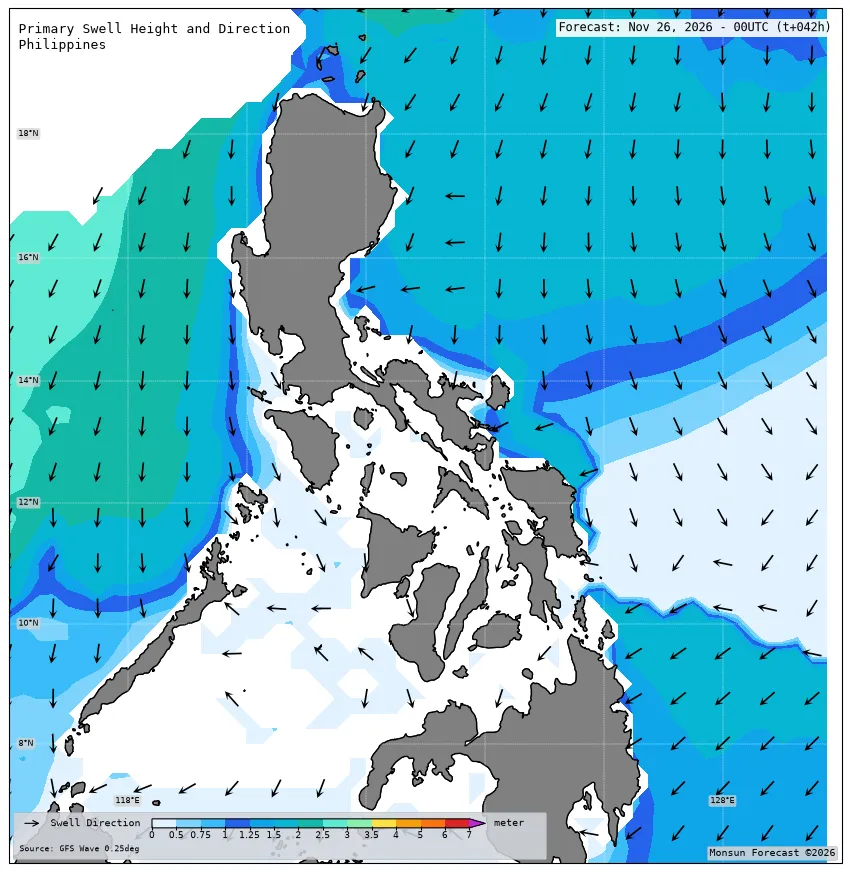 Primary Swell Height and Direction
Philippines
Forecast: Nov 26, 2026 - 00UTC (t+042h)
18°N
16°N
14°N
12°N
10°N
8°N
118°E
128°E
Swell Direction
0 0.5 0.75 1 1.25 1.5 2 2.5 3 3.5 4 5 6 7
meter
Source: GFS Wave 0.25deg
Monsun Forecast ©2026